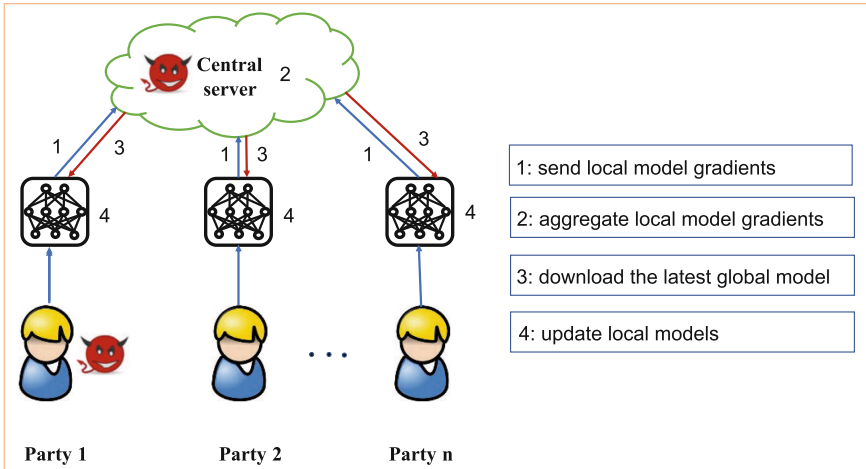 Central
server
2
1
3
1
3
1
3
4
4
4
1: send local model gradients
2: aggregate local model gradients
3: download the latest global model
4: update local models
. . .
Party 1
Party 2
Party n